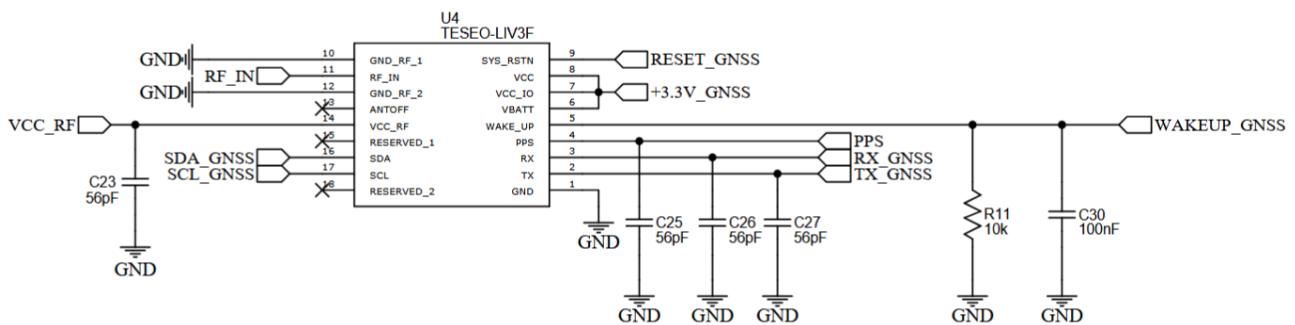 U4
TESEO-LIV3F
GND 10 GND_RF_1 SYS_RSTN 9 RESET_GNSS
RF_IN 11 RF_IN VCC 8
GND 12 GND_RF_2 VCC_IO 7 +3.3V_GNSS
13 ANTOFF VBATT 6
VCC_RF 14 VCC_RF WAKE_UP 5 WAKEUP_GNSS
15 RESERVED_1 PPS 4 PPS
SDA_GNSS 16 SDA RX 3 RX_GNSS
SCL_GNSS 17 SCL TX 2 TX_GNSS
18 RESERVED_2 GND 1
C23
56pF
GND
GND
C25
56pF
GND
C26
56pF
GND
C27
56pF
GND
R11
10k
GND
C30
100nF
GND